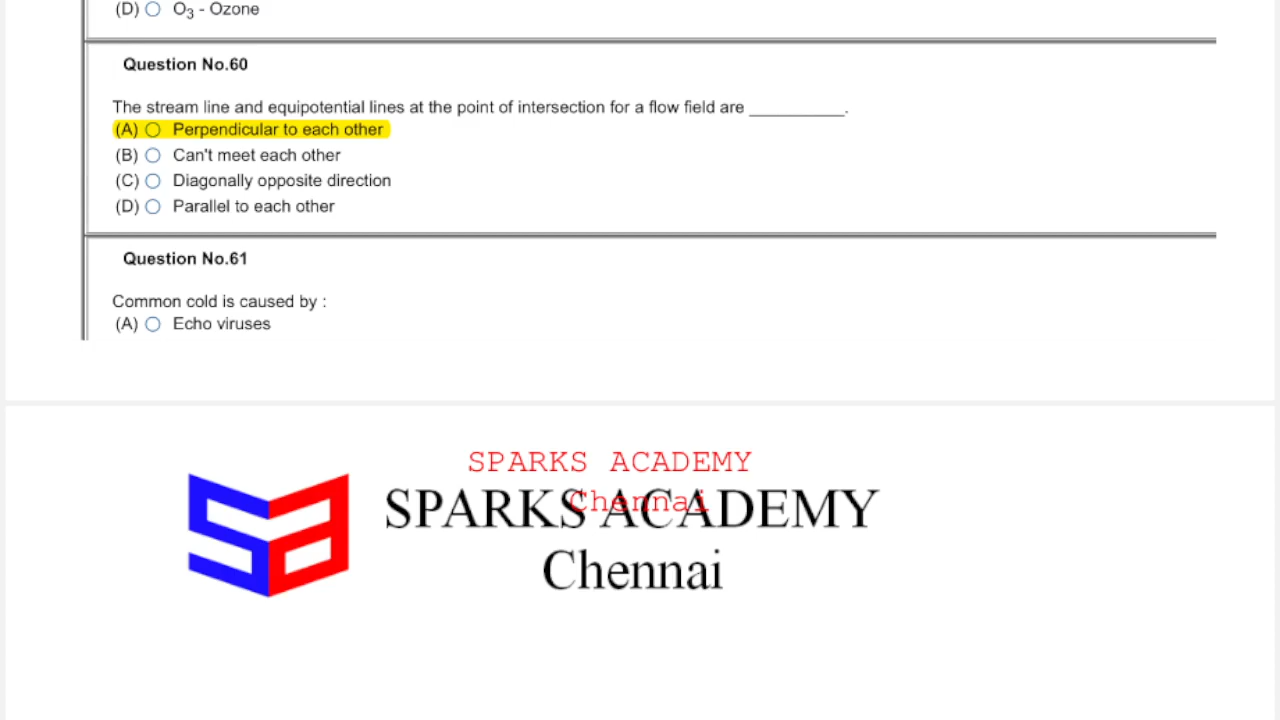 (D) O3 - Ozone
Question No.60
The stream line and equipotential lines at the point of intersection for a flow field are __________.
(A) Perpendicular to each other
(B) Can't meet each other
(C) Diagonally opposite direction
(D) Parallel to each other
Question No.61
Common cold is caused by :
(A) Echo viruses
SPARKS ACADEMY
Chennai
SPARKS ACADEMY
Chennai